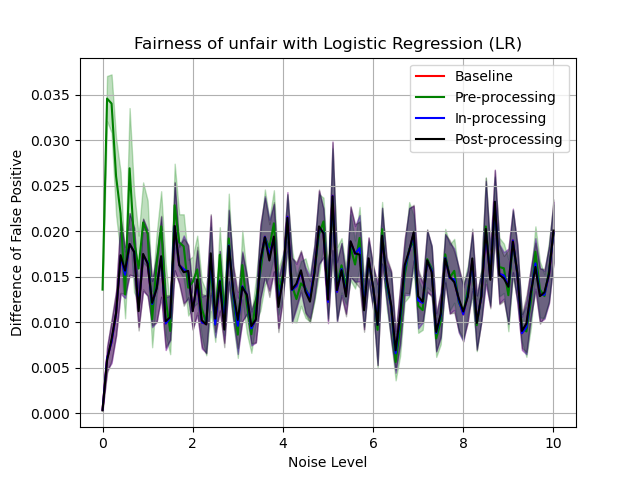 Fairness of unfair with Logistic Regression (LR)
Baseline
Pre-processing
In-processing
Post-processing
Difference of False Positive
0.035
0.030
0.025
0.020
0.015
0.010
0.005
0.000
0 2 4 6 8 10
Noise Level